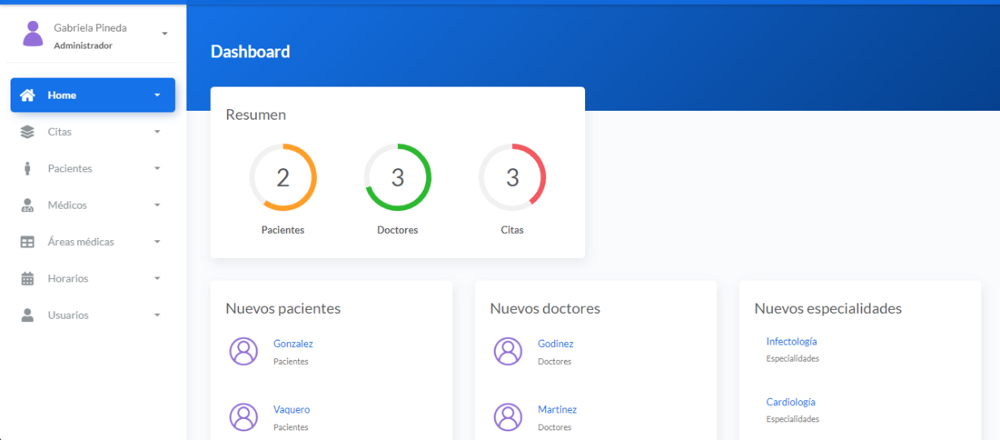 Gabriela Pineda
Administrador
Home
Citas
Pacientes
Médicos
Áreas médicas
Horarios
Usuarios
Dashboard
Resumen
2
Pacientes
3
Doctores
3
Citas
Nuevos pacientes
Gonzalez
Pacientes
Vaquero
Pacientes
Nuevos doctores
Godinez
Doctores
Martinez
Doctores
Nuevos especialidades
Infectología
Especialidades
Cardiología
Especialidades